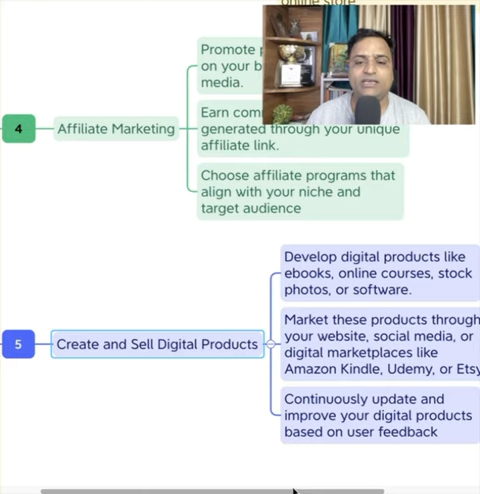 online store
Promote
on your
media.
4
Affiliate Marketing
Earn
generated through your unique
affiliate link.
Choose affiliate programs that
align with your niche and
target audience
Develop digital products like
ebooks, online courses, stock
photos, or software.
5
Create and Sell Digital Products
Market these products through
your website, social media, or
digital marketplaces like
Amazon Kindle, Udemy, or Etsy
Continuously update and
improve your digital products
based on user feedback